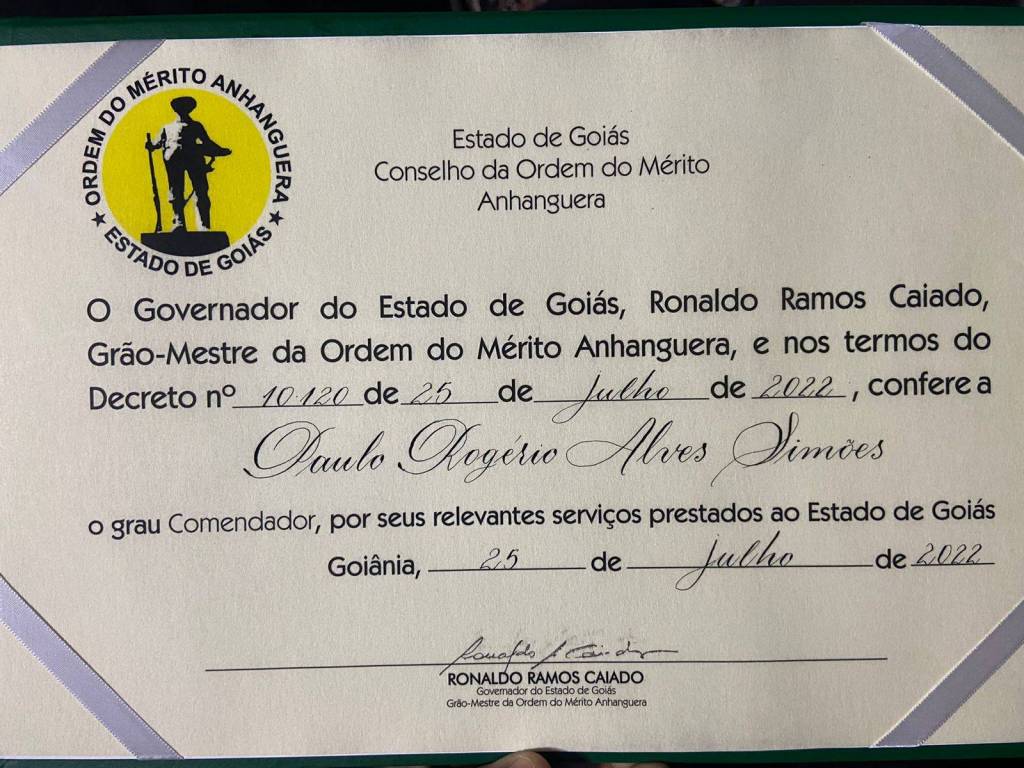 ORDEM DO MÉRITO ANHANGUERA
★ ESTADO DE GOIÁS ★
Estado de Goiás
Conselho da Ordem do Mérito
Anhanguera
O Governador do Estado de Goiás, Ronaldo Ramos Caiado,
Grão-Mestre da Ordem do Mérito Anhanguera, e nos termos do
Decreto nº 10.120 de 25 de Julho de 2022, confere a
Paulo Rogério Alves Simões
o grau Comendador, por seus relevantes serviços prestados ao Estado de Goiás
Goiânia, 25 de Julho de 2022
RONALDO RAMOS CAIADO
Governador do Estado de Goiás
Grão-Mestre da Ordem do Mérito Anhanguera